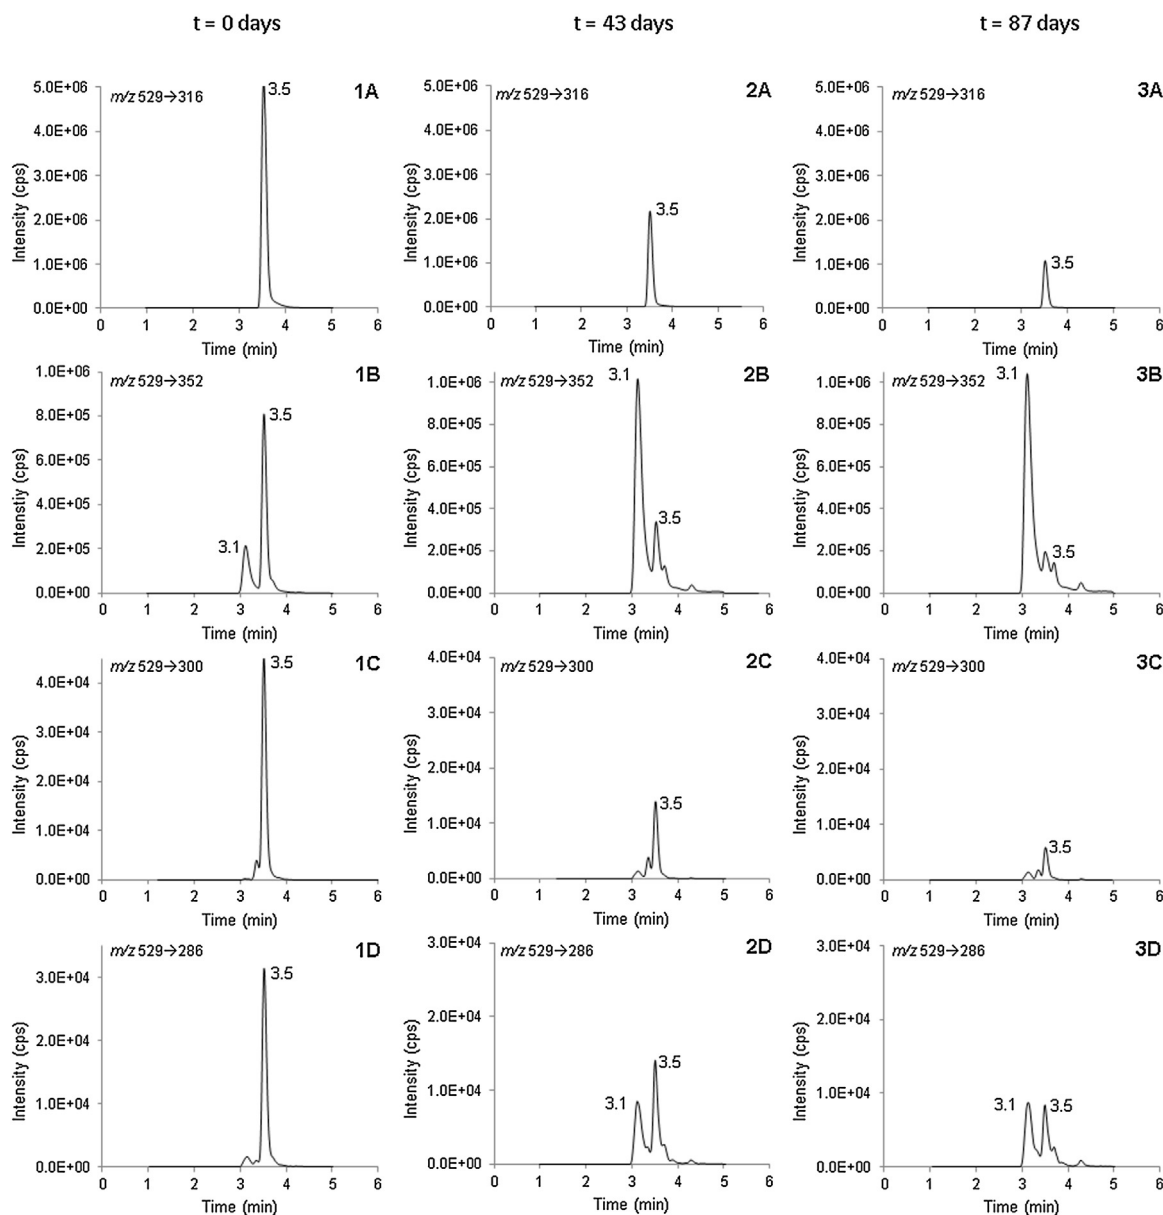 t = 0 days
t = 43 days
t = 87 days
m/z 529→316
1A
3.5
5.0E+06
4.0E+06
3.0E+06
2.0E+06
1.0E+06
0.0E+00
Intensity (cps)
0 1 2 3 4 5 6
Time (min)
m/z 529→316
2A
3.5
5.0E+06
4.0E+06
3.0E+06
2.0E+06
1.0E+06
0.0E+00
Intensity (cps)
0 1 2 3 4 5 6
Time (min)
m/z 529→316
3A
3.5
5.0E+06
4.0E+06
3.0E+06
2.0E+06
1.0E+06
0.0E+00
Intensity (cps)
0 1 2 3 4 5 6
Time (min)
m/z 529→352
1B
3.1
3.5
1.0E+06
8.0E+05
6.0E+05
4.0E+05
2.0E+05
0.0E+00
Intenstiy (cps)
0 1 2 3 4 5 6
Time (min)
m/z 529→352
2B
3.1
3.5
1.0E+06
8.0E+05
6.0E+05
4.0E+05
2.0E+05
0.0E+00
Intenstiy (cps)
0 1 2 3 4 5 6
Time (min)
m/z 529→352
3B
3.1
3.5
1.0E+06
8.0E+05
6.0E+05
4.0E+05
2.0E+05
0.0E+00
Intenstiy (cps)
0 1 2 3 4 5 6
Time (min)
m/z 529→300
1C
3.5
4.0E+04
3.0E+04
2.0E+04
1.0E+04
0.0E+00
Intensity (cps)
0 1 2 3 4 5 6
Time (min)
m/z 529→300
2C
3.5
4.0E+04
3.0E+04
2.0E+04
1.0E+04
0.0E+00
Intensity (cps)
0 1 2 3 4 5 6
Time (min)
m/z 529→300
3C
3.5
4.0E+04
3.0E+04
2.0E+04
1.0E+04
0.0E+00
Intensity (cps)
0 1 2 3 4 5 6
Time (min)
m/z 529→286
1D
3.5
3.0E+04
2.0E+04
1.0E+04
0.0E+00
Intensity (cps)
0 1 2 3 4 5 6
Time (min)
m/z 529→286
2D
3.1
3.5
3.0E+04
2.0E+04
1.0E+04
0.0E+00
Intensity (cps)
0 1 2 3 4 5 6
Time (min)
m/z 529→286
3D
3.1
3.5
3.0E+04
2.0E+04
1.0E+04
0.0E+00
Intensity (cps)
0 1 2 3 4 5 6
Time (min)